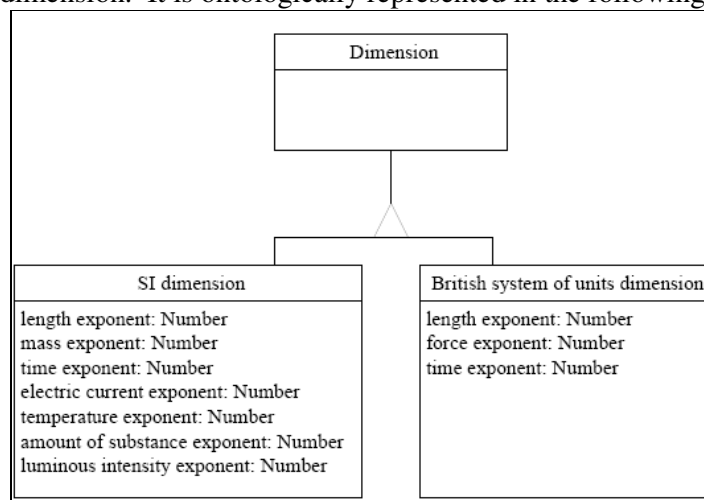 dimension. It is ontologically represented in the following
Dimension
SI dimension
length exponent: Number
mass exponent: Number
time exponent: Number
electric current exponent: Number
temperature exponent: Number
amount of substance exponent: Number
luminous intensity exponent: Number
British system of units dimension
length exponent: Number
force exponent: Number
time exponent: Number